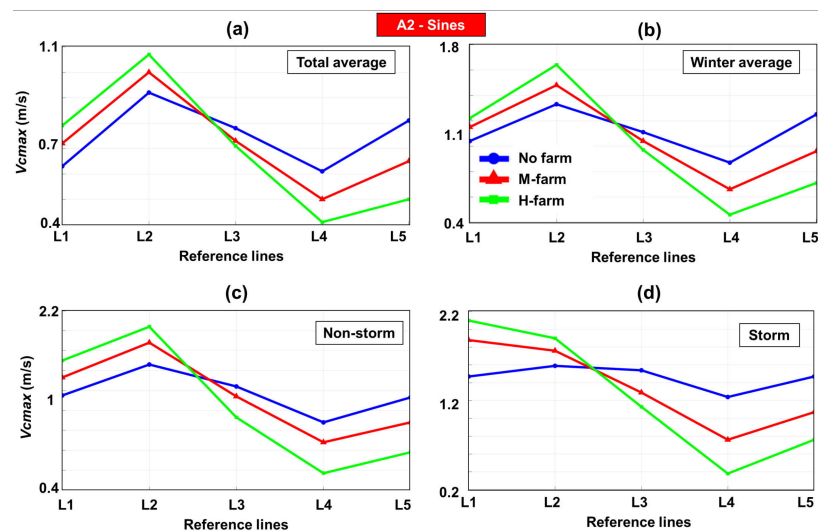 A2 - Sines
(a)
Total average
1.1
0.7
0.4
Vcmax (m/s)
L1 L2 L3 L4 L5
Reference lines
(b)
Winter average
1.8
1.1
0.4
No farm
M-farm
H-farm
L1 L2 L3 L4 L5
Reference lines
(c)
Non-storm
2.2
1
0.4
Vcmax (m/s)
L1 L2 L3 L4 L5
Reference lines
(d)
Storm
2.2
1.2
0.2
L1 L2 L3 L4 L5
Reference lines